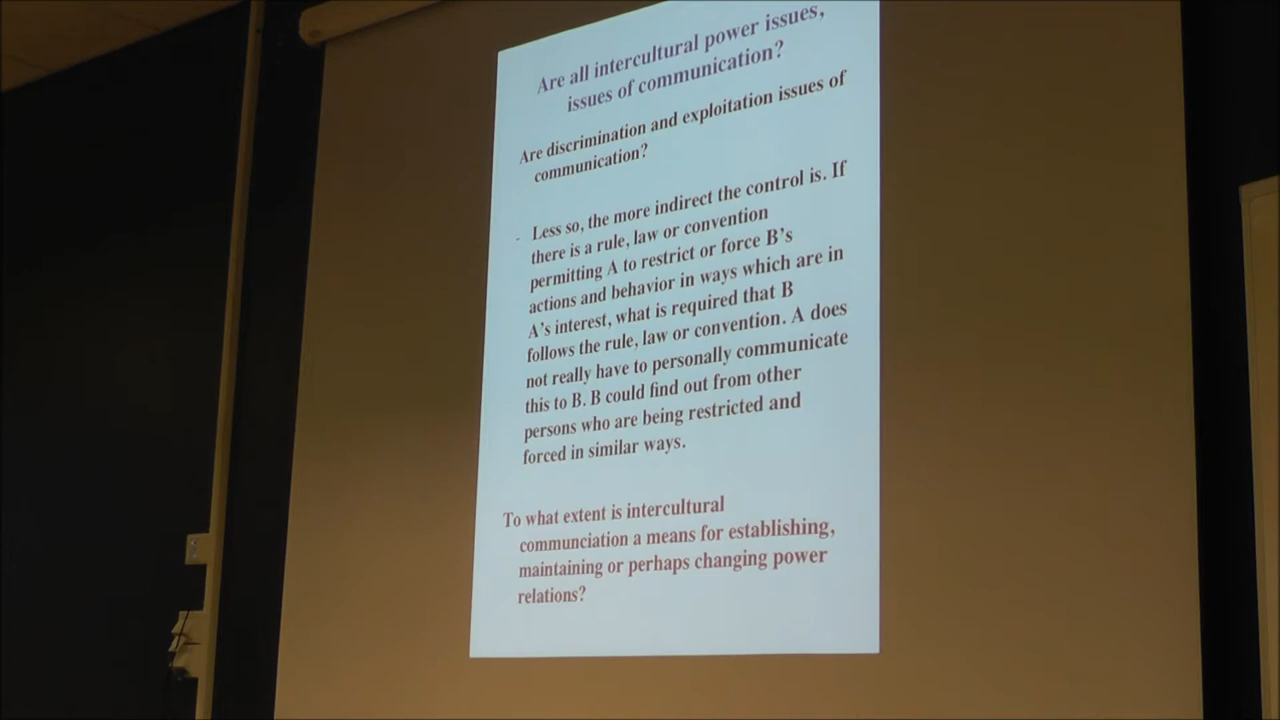 Are all intercultural power issues,
issues of communication?
Are discrimination and exploitation issues of
communication?
- Less so, the more indirect the control is. If
there is a rule, law or convention
permitting A to restrict or force B's
actions and behavior in ways which are in
A's interest, what is required that B
follows the rule, law or convention. A does
not really have to personally communicate
this to B. B could find out from other
persons who are being restricted and
forced in similar ways.
To what extent is intercultural
communciation a means for establishing,
maintaining or perhaps changing power
relations?